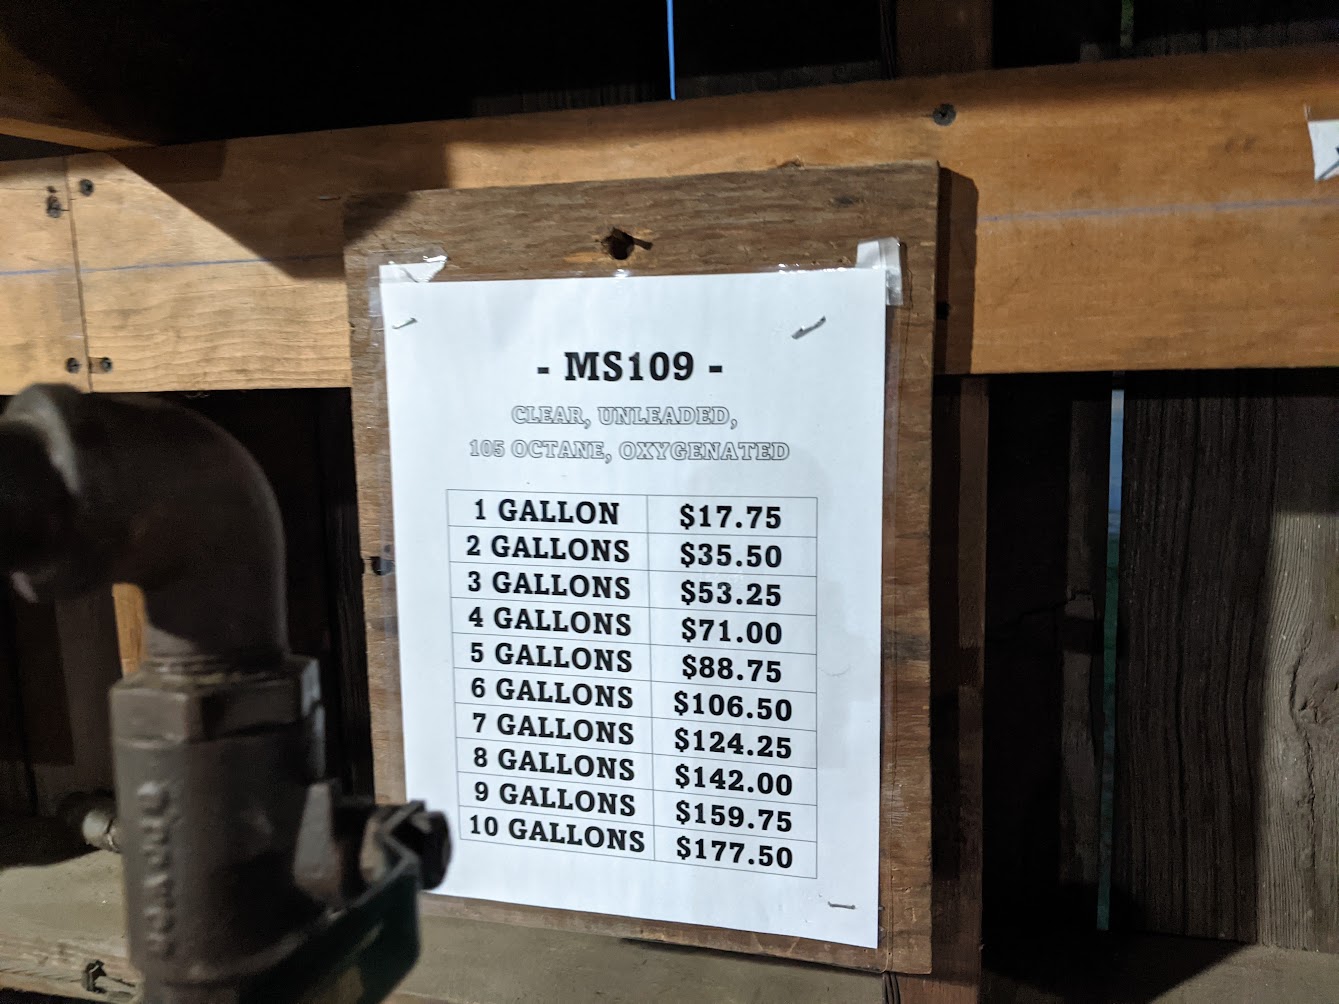 - MS109 -
CLEAR, UNLEADED,
105 OCTANE, OXYGENATED
1 GALLON $17.75
2 GALLONS $35.50
3 GALLONS $53.25
4 GALLONS $71.00
5 GALLONS $88.75
6 GALLONS $106.50
7 GALLONS $124.25
8 GALLONS $142.00
9 GALLONS $159.75
10 GALLONS $177.50